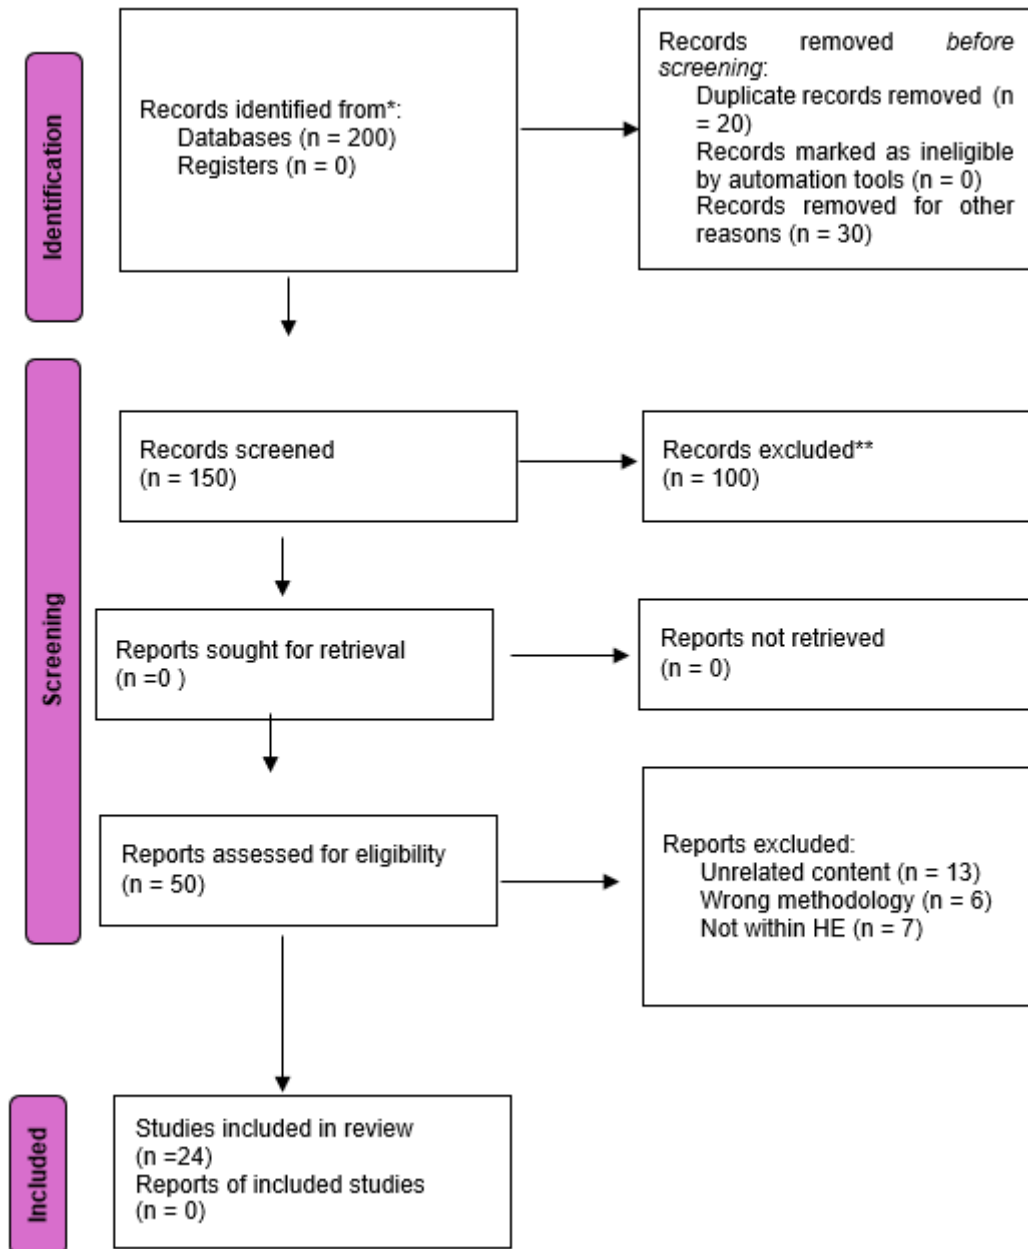 Identification
Records identified from*:
Databases (n = 200)
Registers (n = 0)
Records removed before
screening:
Duplicate records removed (n
= 20)
Records marked as ineligible
by automation tools (n = 0)
Records removed for other
reasons (n = 30)
Screening
Records screened
(n = 150)
Records excluded**
(n = 100)
Reports sought for retrieval
(n =0 )
Reports not retrieved
(n = 0)
Reports assessed for eligibility
(n = 50)
Reports excluded:
Unrelated content (n = 13)
Wrong methodology (n = 6)
Not within HE (n = 7)
Included
Studies included in review
(n =24)
Reports of included studies
(n = 0)